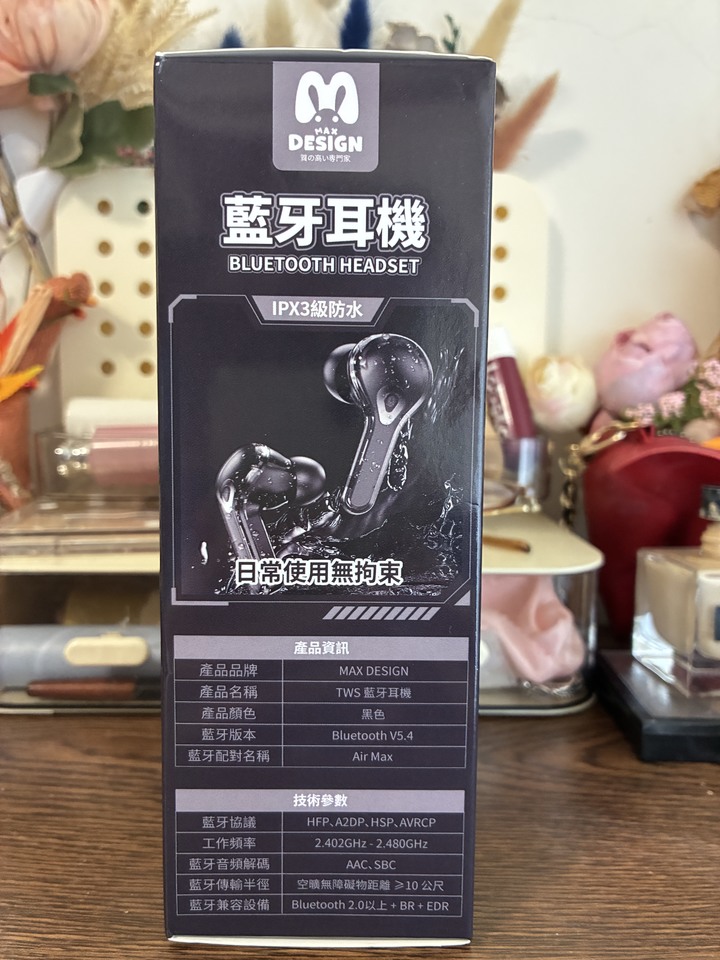 MAX
DESIGN
質の高い専門家
藍牙耳機
BLUETOOTH HEADSET
IPX3級防水
日常使用無拘束
產品資訊
產品品牌 MAX DESIGN
產品名稱 TWS 藍牙耳機
產品顏色 黑色
藍牙版本 Bluetooth V5.4
藍牙配對名稱 Air Max
技術參數
藍牙協議 HFP、A2DP、HSP、AVRCP
工作頻率 2.402GHz - 2.480GHz
藍牙音頻解碼 AAC、SBC
藍牙傳輸半徑 空曠無障礙物距離 ≥10 公尺
藍牙兼容設備 Bluetooth 2.0以上 + BR + EDR